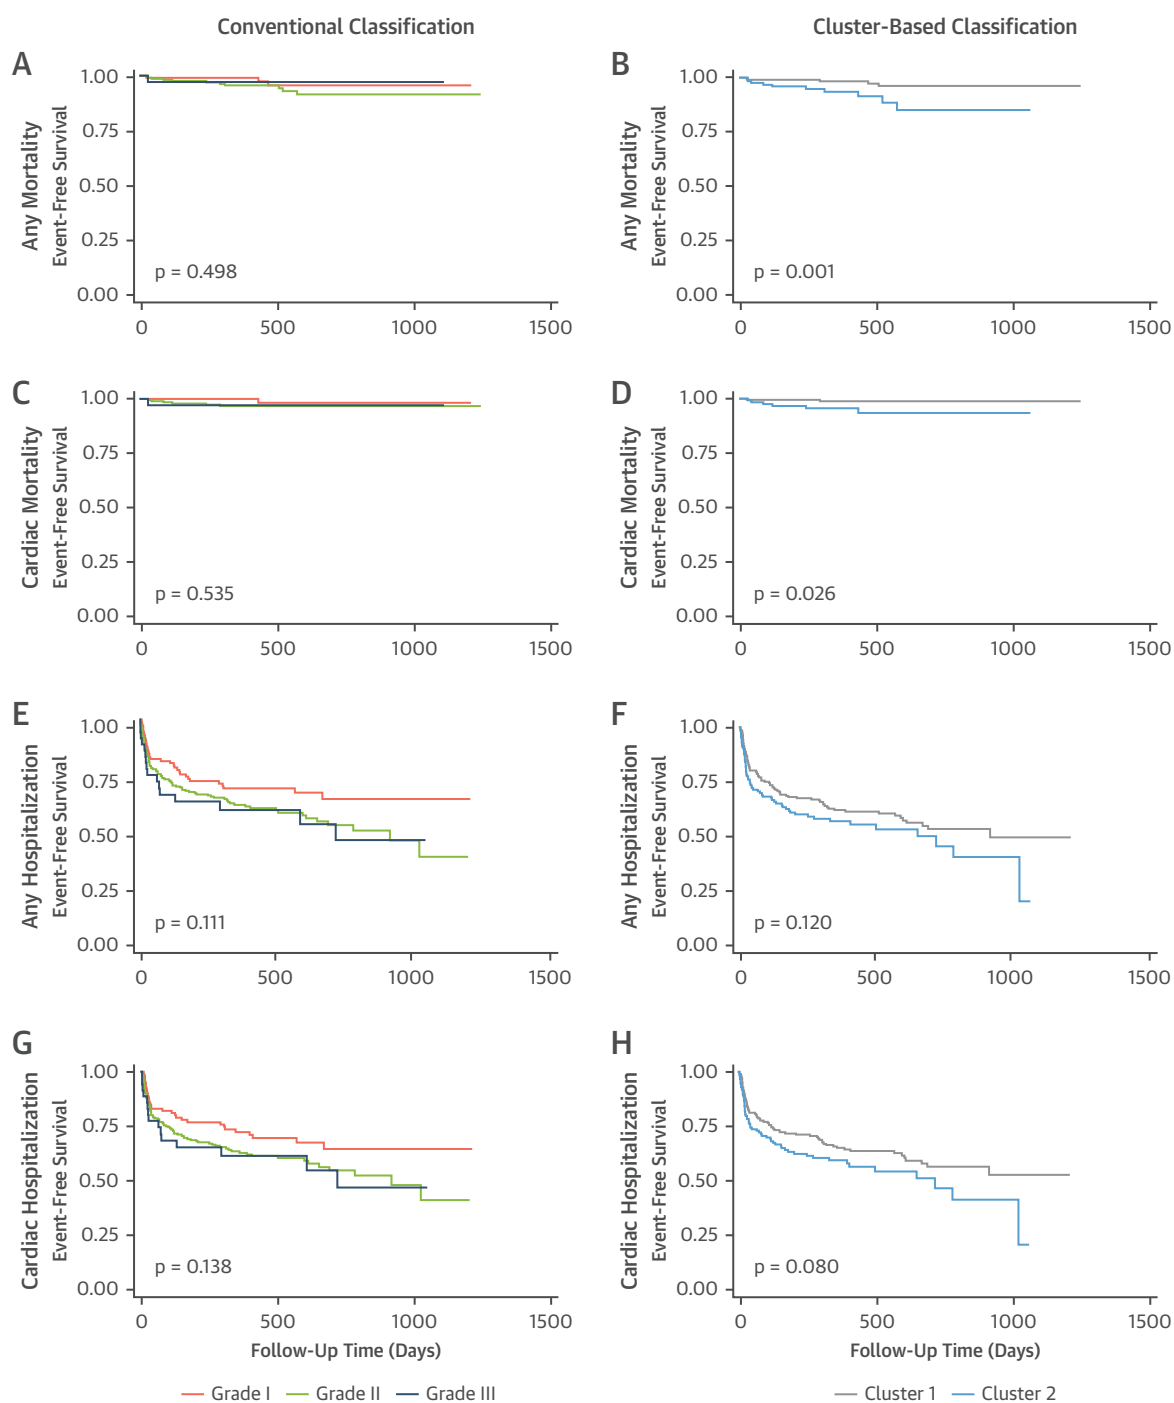 Conventional Classification
Cluster-Based Classification
A
Any Mortality
Event-Free Survival
1.00
0.75
0.50
0.25
0.00
p = 0.498
0 500 1000 1500
B
Any Mortality
Event-Free Survival
1.00
0.75
0.50
0.25
0.00
p = 0.001
0 500 1000 1500
C
Cardiac Mortality
Event-Free Survival
1.00
0.75
0.50
0.25
0.00
p = 0.535
0 500 1000 1500
D
Cardiac Mortality
Event-Free Survival
1.00
0.75
0.50
0.25
0.00
p = 0.026
0 500 1000 1500
E
Any Hospitalization
Event-Free Survival
1.00
0.75
0.50
0.25
0.00
p = 0.111
0 500 1000 1500
F
Any Hospitalization
Event-Free Survival
1.00
0.75
0.50
0.25
0.00
p = 0.120
0 500 1000 1500
G
Cardiac Hospitalization
Event-Free Survival
1.00
0.75
0.50
0.25
0.00
p = 0.138
0 500 1000 1500
Follow-Up Time (Days)
Grade I Grade II Grade III
H
Cardiac Hospitalization
Event-Free Survival
1.00
0.75
0.50
0.25
0.00
p = 0.080
0 500 1000 1500
Follow-Up Time (Days)
Cluster 1 Cluster 2